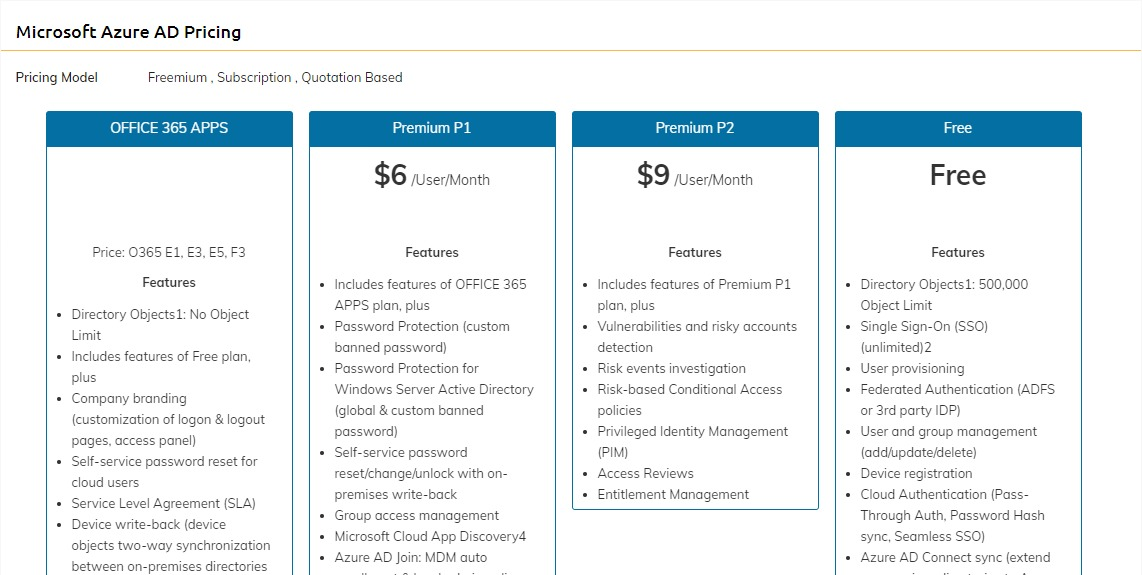 Microsoft Azure AD Pricing
Pricing Model
Freemium , Subscription , Quotation Based
OFFICE 365 APPS
Price: O365 E1, E3, E5, F3
Features
• Directory Objects1: No Object
Limit
• Includes features of Free plan,
plus
• Company branding
(customization of logon & logout
pages, access panel)
• Self-service password reset for
cloud users
• Service Level Agreement (SLA)
• Device write-back (device
objects two-way synchronization
between on-premises directories
Premium P1
$6 /User/Month
Features
• Includes features of OFFICE 365
APPS plan, plus
• Password Protection (custom
banned password)
• Password Protection for
Windows Server Active Directory
(global & custom banned
password)
• Self-service password
reset/change/unlock with on-
premises write-back
• Group access management
• Microsoft Cloud App Discovery4
• Azure AD Join: MDM auto
Premium P2
$9 /User/Month
Features
• Includes features of Premium P1
plan, plus
• Vulnerabilities and risky accounts
detection
• Risk events investigation
• Risk-based Conditional Access
policies
• Privileged Identity Management
(PIM)
• Access Reviews
• Entitlement Management
Free
Free
Features
• Directory Objects1: 500,000
Object Limit
• Single Sign-On (SSO)
(unlimited)2
• User provisioning
• Federated Authentication (ADFS
or 3rd party IDP)
• User and group management
(add/update/delete)
• Device registration
• Cloud Authentication (Pass-
Through Auth, Password Hash
sync, Seamless SSO)
• Azure AD Connect sync (extend